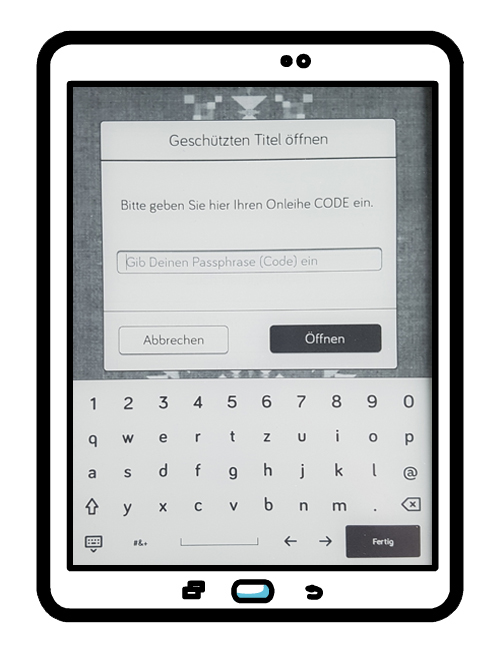 Geschützten Titel öffnen
Bitte geben Sie hier Ihren Onleihe CODE ein.
Gib Deinen Passphrase (Code) ein
Abbrechen Öffnen
1 2 3 4 5 6 7 8 9 0
q w e r t z u i o p
a s d f g h j k l @
y x c v b n m .
#&+ ← → Fertig